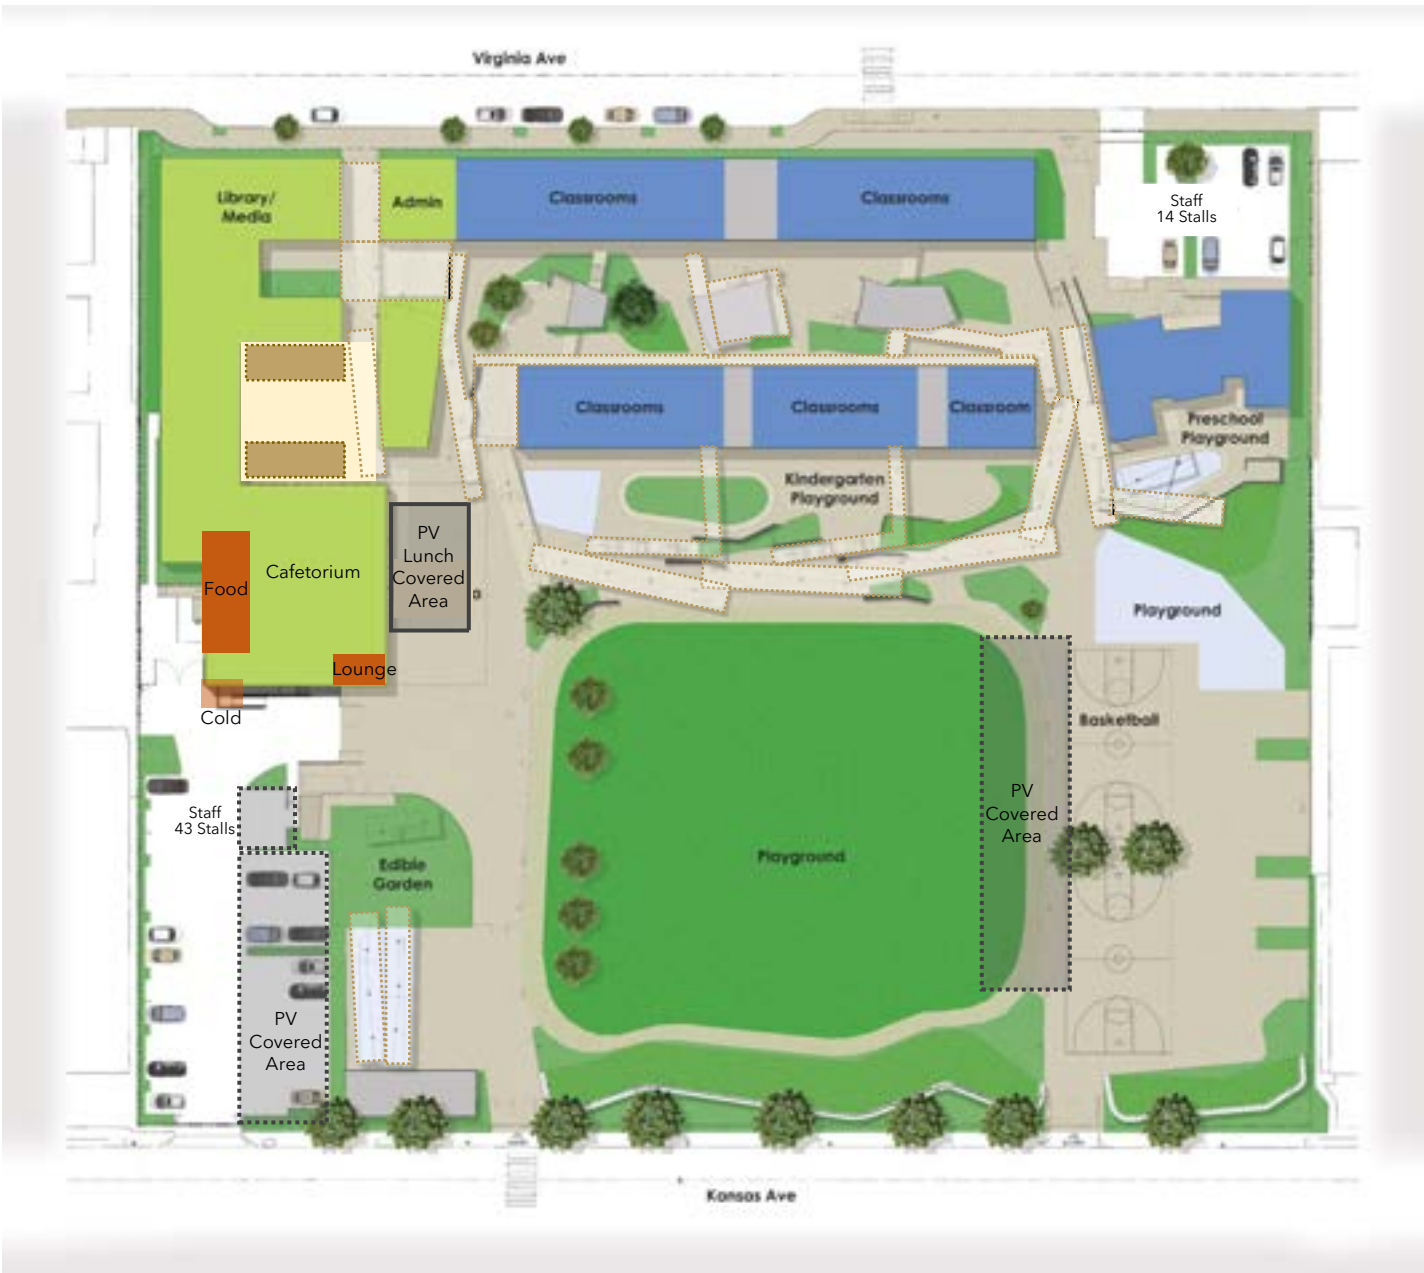 Virginia Ave
Library/
Media
Admin
Classrooms
Classrooms
Staff
14 Stalls
Classrooms
Classrooms
Classroom
Preschool
Playground
Kindergarten
Playground
PV
Lunch
Covered
Area
Food
Cafetorium
Lounge
Cold
Playground
Basketball
PV
Covered
Area
Staff
43 Stalls
Edible
Garden
Playground
PV
Covered
Area
Kansas Ave